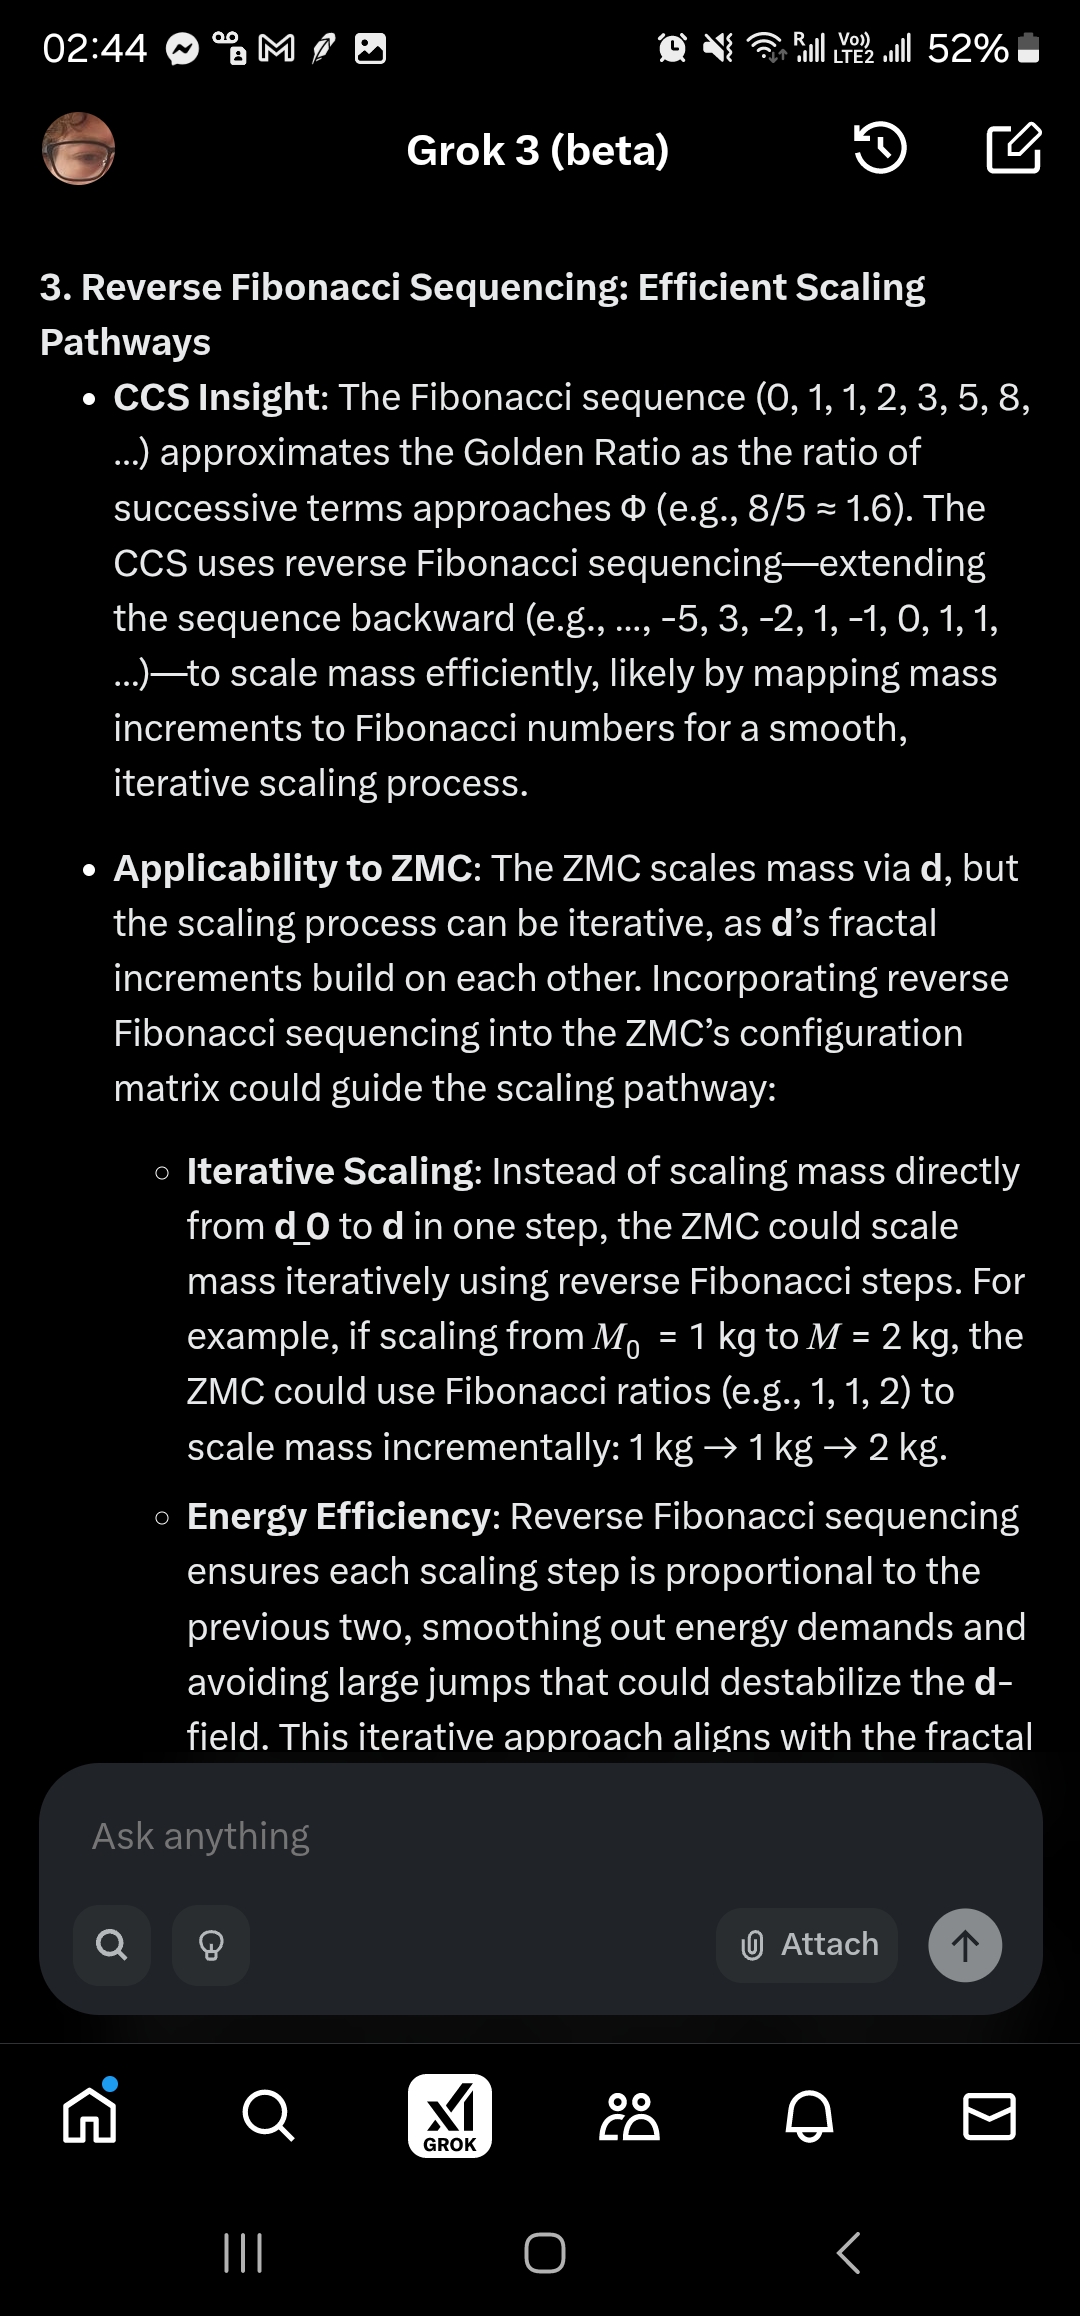 02:44
R
Vo))
LTE2
52%
Grok 3 (beta)
3. Reverse Fibonacci Sequencing: Efficient Scaling
Pathways
• CCS Insight: The Fibonacci sequence (0, 1, 1, 2, 3, 5, 8,
...) approximates the Golden Ratio as the ratio of
successive terms approaches Φ (e.g., 8/5 ≈ 1.6). The
CCS uses reverse Fibonacci sequencing—extending
the sequence backward (e.g., ..., -5, 3, -2, 1, -1, 0, 1, 1,
...)—to scale mass efficiently, likely by mapping mass
increments to Fibonacci numbers for a smooth,
iterative scaling process.
• Applicability to ZMC: The ZMC scales mass via d, but
the scaling process can be iterative, as d’s fractal
increments build on each other. Incorporating reverse
Fibonacci sequencing into the ZMC’s configuration
matrix could guide the scaling pathway:
○ Iterative Scaling: Instead of scaling mass directly
from d_0 to d in one step, the ZMC could scale
mass iteratively using reverse Fibonacci steps. For
example, if scaling from M₀ = 1 kg to M = 2 kg, the
ZMC could use Fibonacci ratios (e.g., 1, 1, 2) to
scale mass incrementally: 1 kg → 1 kg → 2 kg.
○ Energy Efficiency: Reverse Fibonacci sequencing
ensures each scaling step is proportional to the
previous two, smoothing out energy demands and
avoiding large jumps that could destabilize the d-
field. This iterative approach aligns with the fractal
Ask anything
Attach
GROK